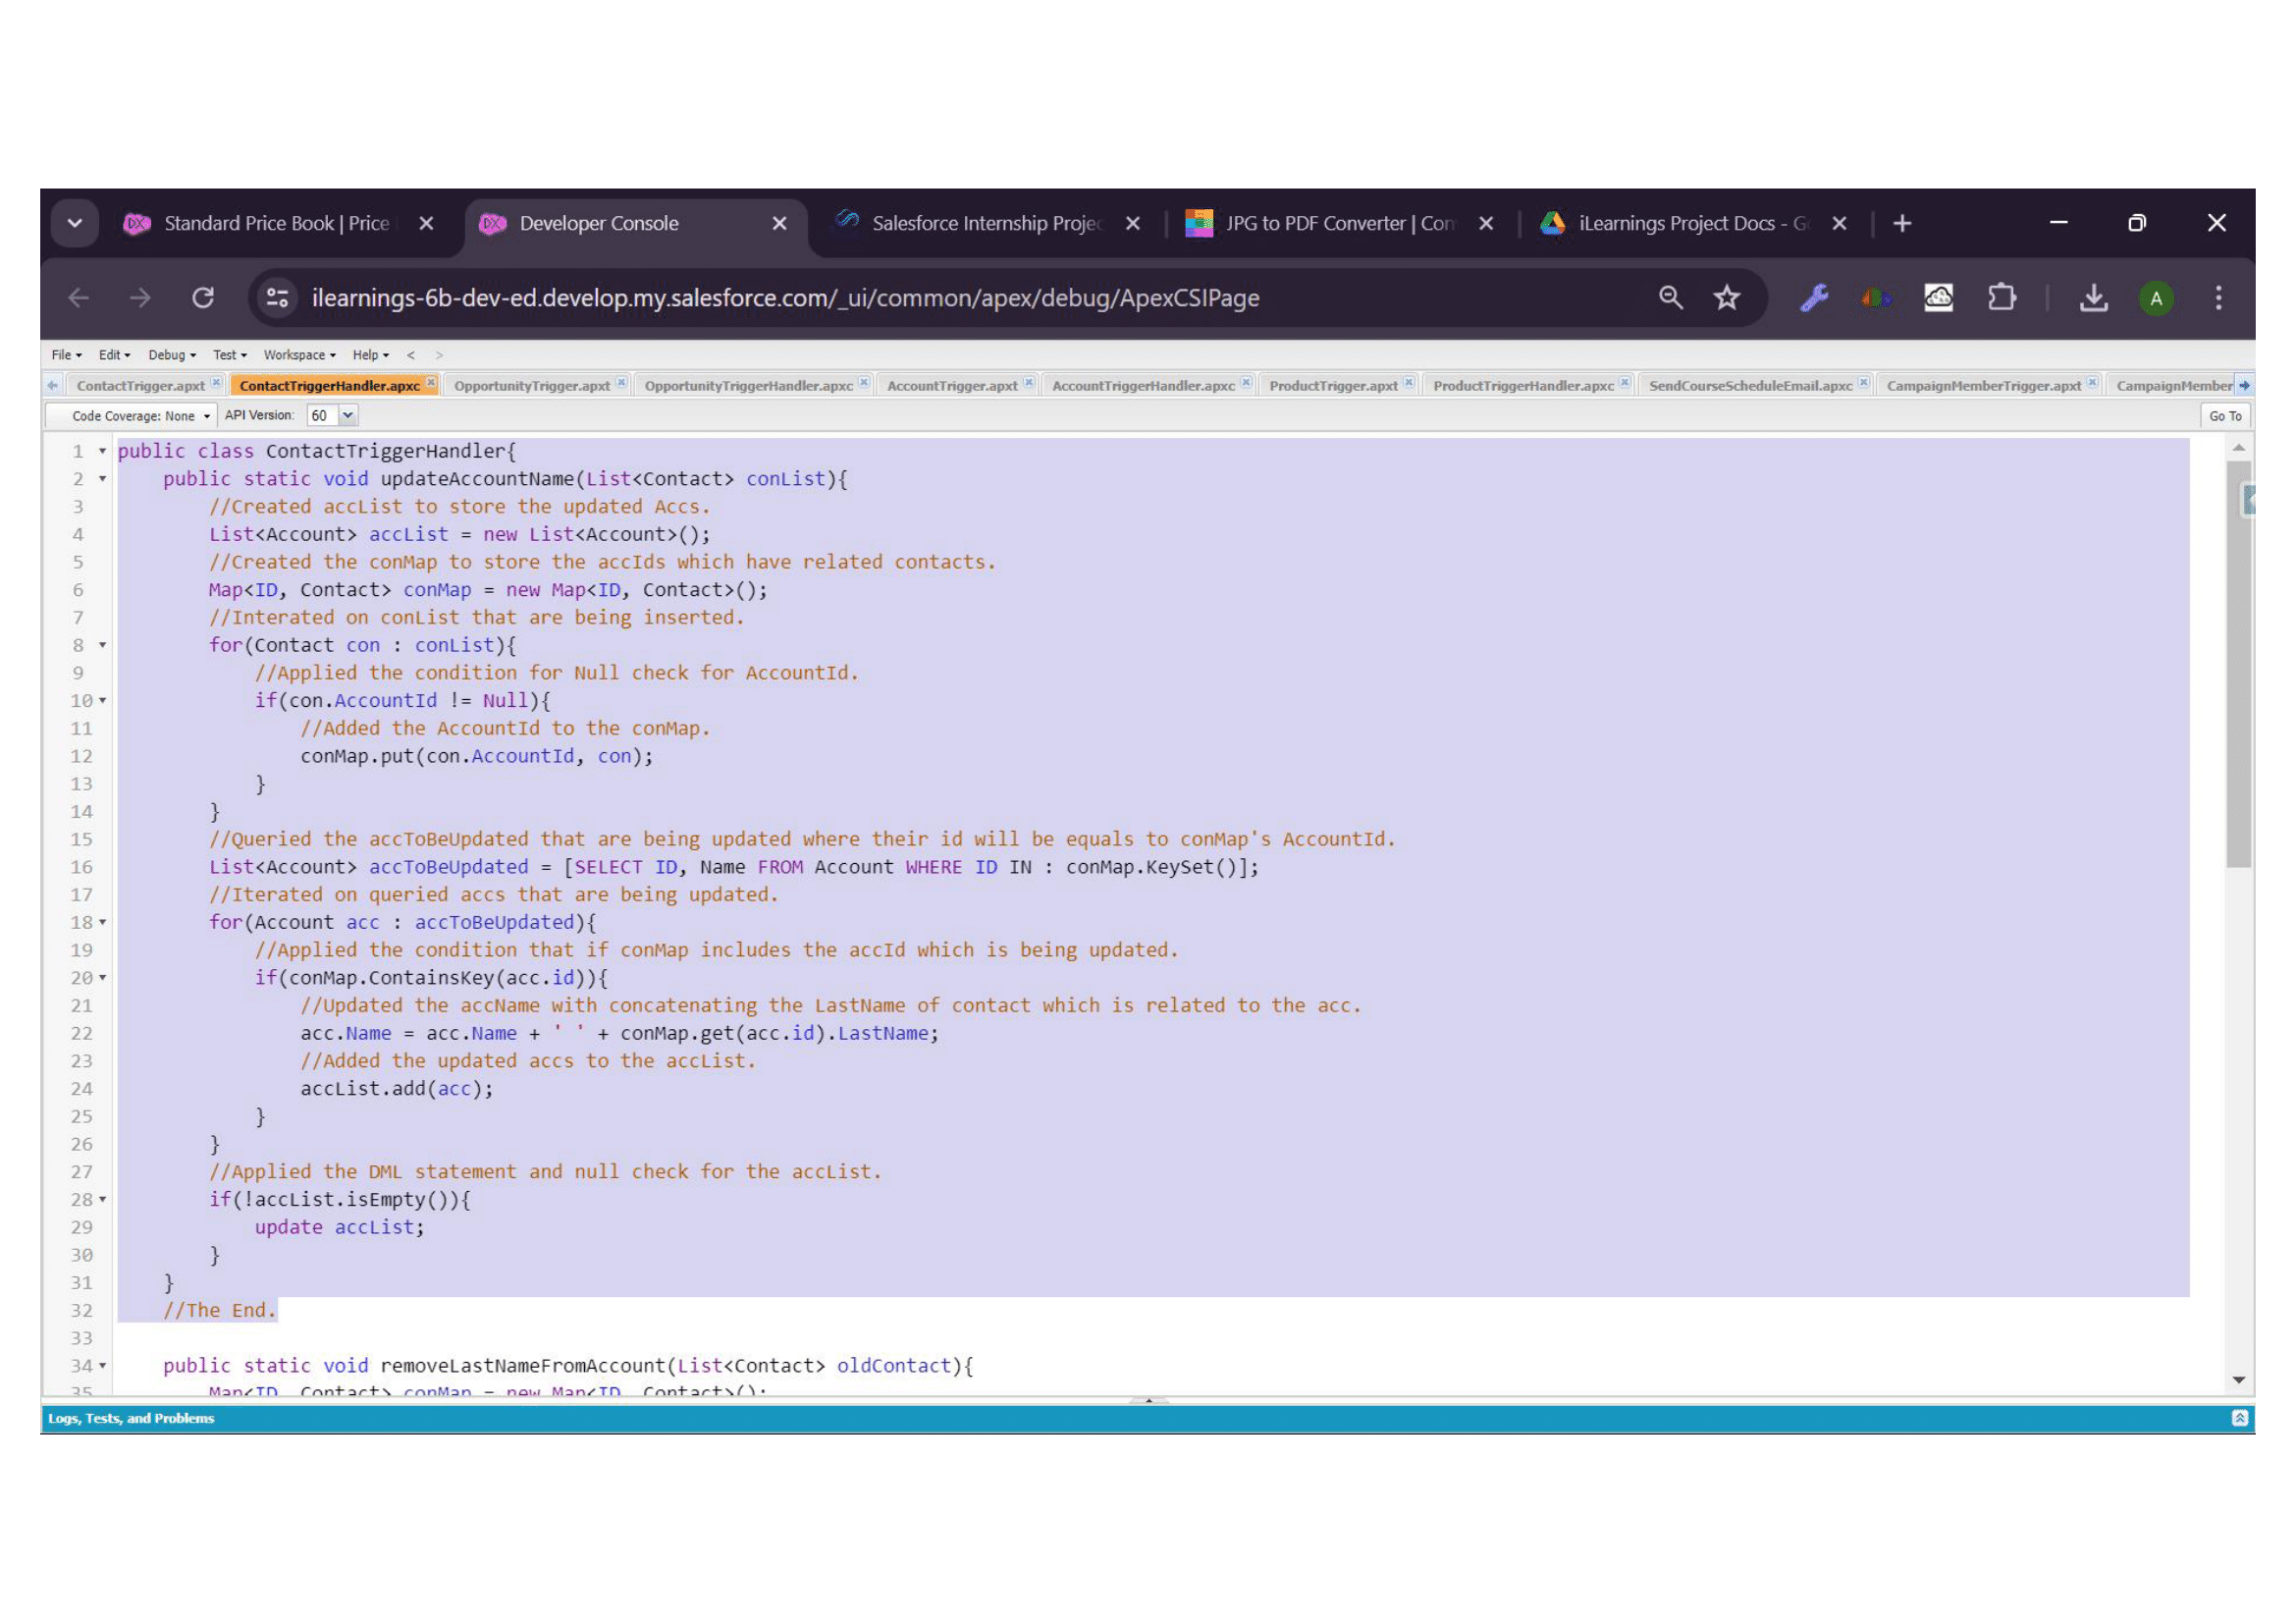 Standard Price Book | Price
Developer Console
Salesforce Internship Projec
JPG to PDF Converter | Con
iLearnings Project Docs - G
ilearnings-6b-dev-ed.develop.my.salesforce.com/_ui/common/apex/debug/ApexCSIPage
A
File Edit Debug Test Workspace Help < >
ContactTrigger.apxt ContactTriggerHandler.apxc OpportunityTrigger.apxt OpportunityTriggerHandler.apxc AccountTrigger.apxt AccountTriggerHandler.apxc ProductTrigger.apxt ProductTriggerHandler.apxc SendCourseScheduleEmail.apxc CampaignMemberTrigger.apxt CampaignMember
Code Coverage: None API Version: 60 Go To
1 public class ContactTriggerHandler{
2 public static void updateAccountName(List<Contact> conList){
3 //Created accList to store the updated Accs.
4 List<Account> accList = new List<Account>();
5 //Created the conMap to store the accIds which have related contacts.
6 Map<ID, Contact> conMap = new Map<ID, Contact>();
7 //Interated on conList that are being inserted.
8 for(Contact con : conList){
9 //Applied the condition for Null check for AccountId.
10 if(con.AccountId != Null){
11 //Added the AccountId to the conMap.
12 conMap.put(con.AccountId, con);
13 }
14 }
15 //Queried the accToBeUpdated that are being updated where their id will be equals to conMap's AccountId.
16 List<Account> accToBeUpdated = [SELECT ID, Name FROM Account WHERE ID IN : conMap.KeySet()];
17 //Iterated on queried accs that are being updated.
18 for(Account acc : accToBeUpdated){
19 //Applied the condition that if conMap includes the accId which is being updated.
20 if(conMap.ContainsKey(acc.id)){
21 //Updated the accName with concatenating the LastName of contact which is related to the acc.
22 acc.Name = acc.Name + ' ' + conMap.get(acc.id).LastName;
23 //Added the updated accs to the accList.
24 accList.add(acc);
25 }
26 }
27 //Applied the DML statement and null check for the accList.
28 if(!accList.isEmpty()){
29 update accList;
30 }
31 }
32 //The End.
33
34 public static void removeLastNameFromAccount(List<Contact> oldContact){
35 Map<ID, Contact> conMap = new Map<ID, Contact>();
Logs, Tests, and Problems